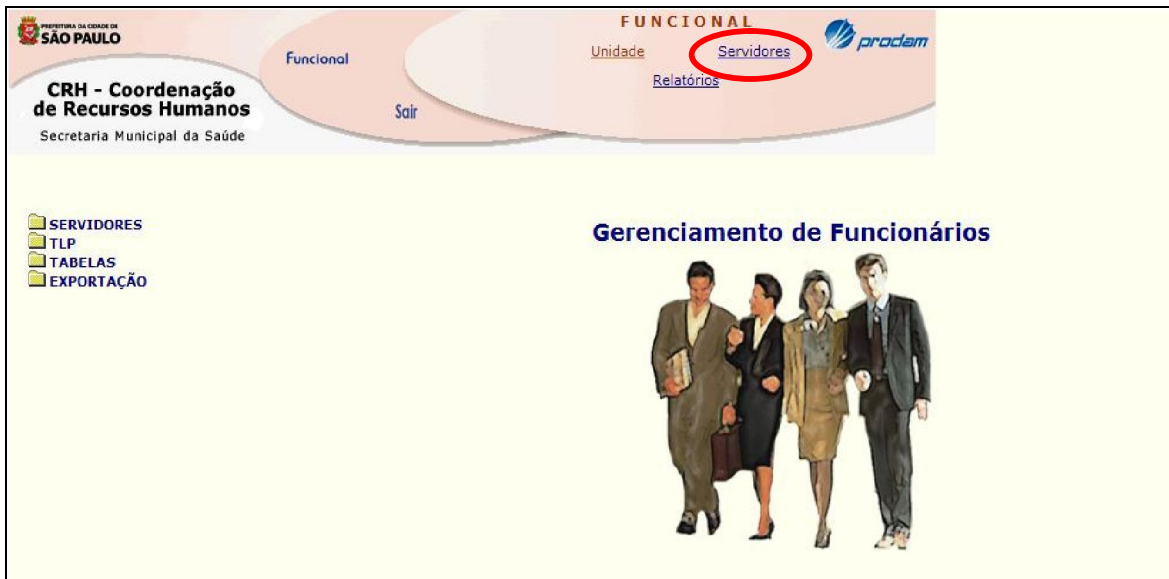 PREFEITURA DA CIDADE DE
SÃO PAULO
CRH - Coordenação
de Recursos Humanos
Secretaria Municipal da Saúde
Funcional
Sair
FUNCIONAL
Unidade Servidores
Relatórios
prodam
SERVIDORES
TLP
TABELAS
EXPORTAÇÃO
Gerenciamento de Funcionários